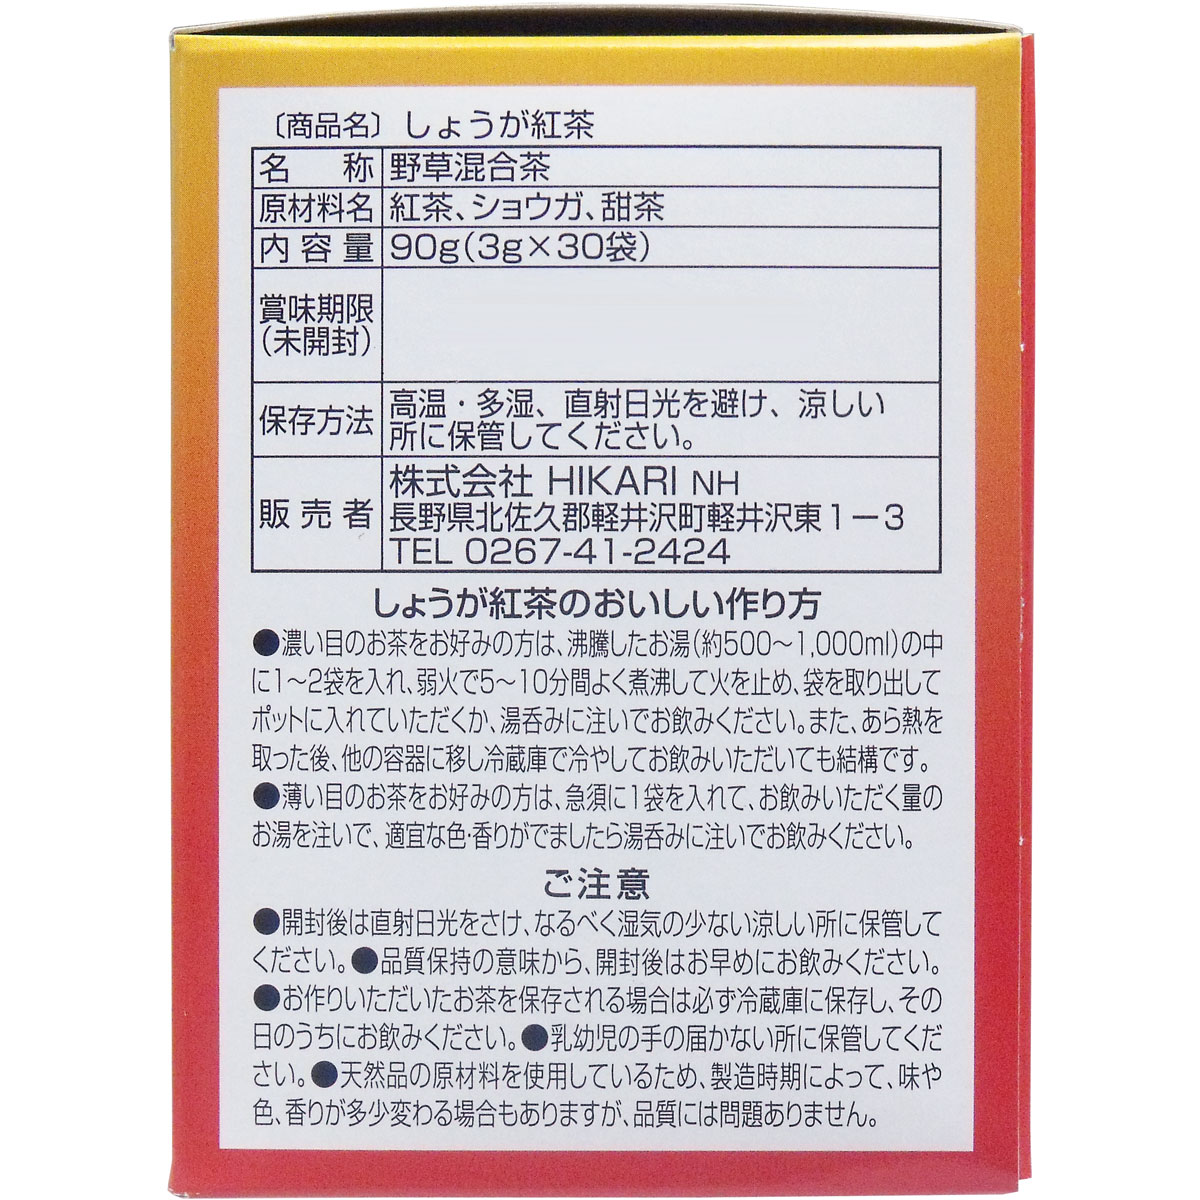 〔商品名〕しょうが紅茶
名称 野草混合茶
原材料名 紅茶、ショウガ、甜茶
内容量 90g(3g×30袋)
賞味期限
(未開封)
保存方法 高温・多湿、直射日光を避け、涼しい
所に保管してください。
販売者 株式会社 HIKARI NH
長野県北佐久郡軽井沢町軽井沢東1－3
TEL 0267-41-2424
しょうが紅茶のおいしい作り方
●濃い目のお茶をお好みの方は、沸騰したお湯(約500～1,000ml)の中
に1～2袋を入れ、弱火で5～10分間よく煮沸して火を止め、袋を取り出して
ポットに入れていただくか、湯呑みに注いでお飲みください。また、あら熱を
取った後、他の容器に移し冷蔵庫で冷やしてお飲みいただいても結構です。
●薄い目のお茶をお好みの方は、急須に1袋を入れて、お飲みいただく量の
お湯を注いで、適宜な色・香りがでましたら湯呑みに注いでお飲みください。
ご注意
●開封後は直射日光をさけ、なるべく湿気の少ない涼しい所に保管して
ください。●品質保持の意味から、開封後はお早めにお飲みください。
●お作りいただいたお茶を保存される場合は必ず冷蔵庫に保存し、その
日のうちにお飲みください。●乳幼児の手の届かない所に保管してくだ
さい。●天然品の原材料を使用しているため、製造時期によって、味や
色、香りが多少変わる場合もありますが、品質には問題ありません。